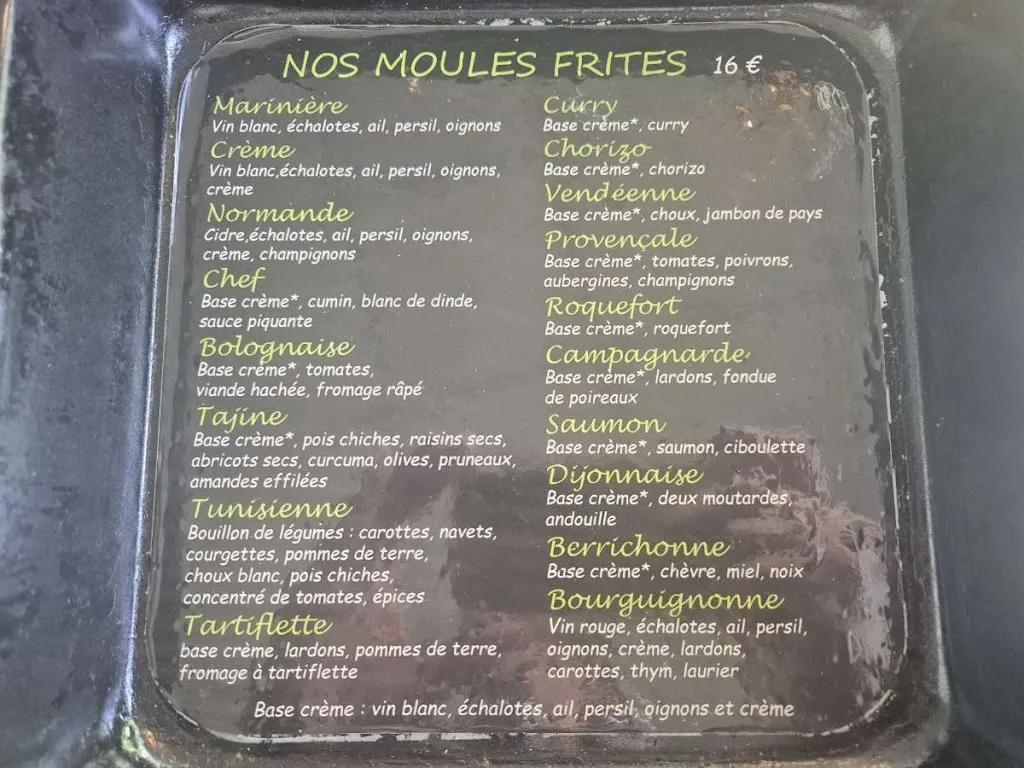 NOS MOULES FRITES 16 €
Marinière
Vin blanc, échalotes, ail, persil, oignons
Crème
Vin blanc,échalotes, ail, persil, oignons,
crème
Normande
Cidre,échalotes, ail, persil, oignons,
crème, champignons
Chef
Base crème*, cumin, blanc de dinde,
sauce piquante
Bolognaise
Base crème*, tomates,
viande hachée, fromage râpé
Tajine
Base crème*, pois chiches, raisins secs,
abricots secs, curcuma, olives, pruneaux,
amandes effilées
Tunisienne
Bouillon de légumes : carottes, navets,
courgettes, pommes de terre,
choux blanc, pois chiches,
concentré de tomates, épices
Tartiflette
base crème, lardons, pommes de terre,
fromage à tartiflette
Curry
Base crème*, curry
Chorizo
Base crème*, chorizo
Vendéenne
Base crème*, choux, jambon de pays
Provençale
Base crème*, tomates, poivrons,
aubergines, champignons
Roquefort
Base crème*, roquefort
Campagnarde
Base crème*, lardons, fondue
de poireaux
Saumon
Base crème*, saumon, ciboulette
Dijonnaise
Base crème*, deux moutardes,
andouille
Berrichonne
Base crème*, chèvre, miel, noix
Bourguignonne
Vin rouge, échalotes, ail, persil,
oignons, crème, lardons,
carottes, thym, laurier
Base crème : vin blanc, échalotes, ail, persil, oignons et crème